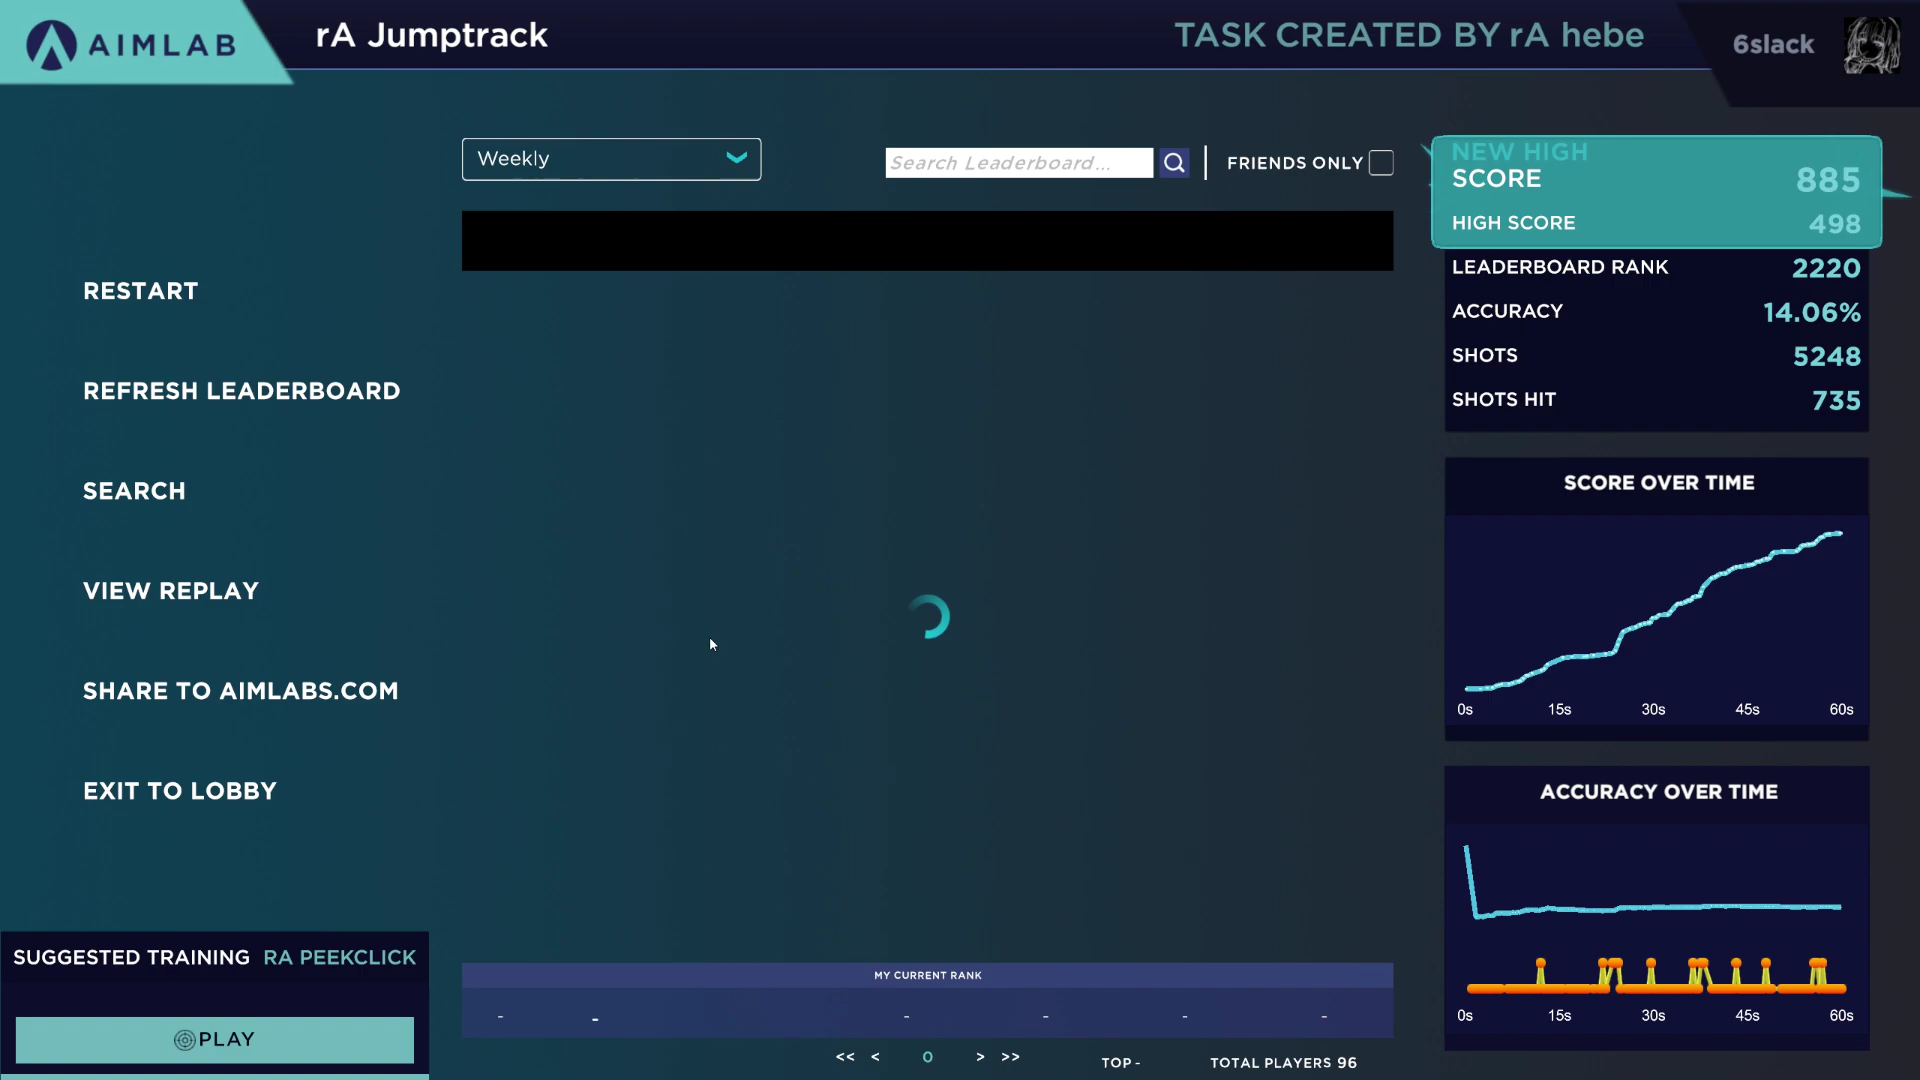 AIMLAB
rA Jumptrack
TASK CREATED BY rA hebe
6slack
Weekly
Search Leaderboard...
FRIENDS ONLY
NEW HIGH
SCORE 885
HIGH SCORE 498
LEADERBOARD RANK 2220
ACCURACY 14.06%
SHOTS 5248
SHOTS HIT 735
RESTART
REFRESH LEADERBOARD
SEARCH
VIEW REPLAY
SHARE TO AIMLABS.COM
EXIT TO LOBBY
SCORE OVER TIME
0s 15s 30s 45s 60s
ACCURACY OVER TIME
0s 15s 30s 45s 60s
SUGGESTED TRAINING RA PEEKCLICK
PLAY
MY CURRENT RANK
- - - - - -
<< < 0 > >>
TOP -
TOTAL PLAYERS 96